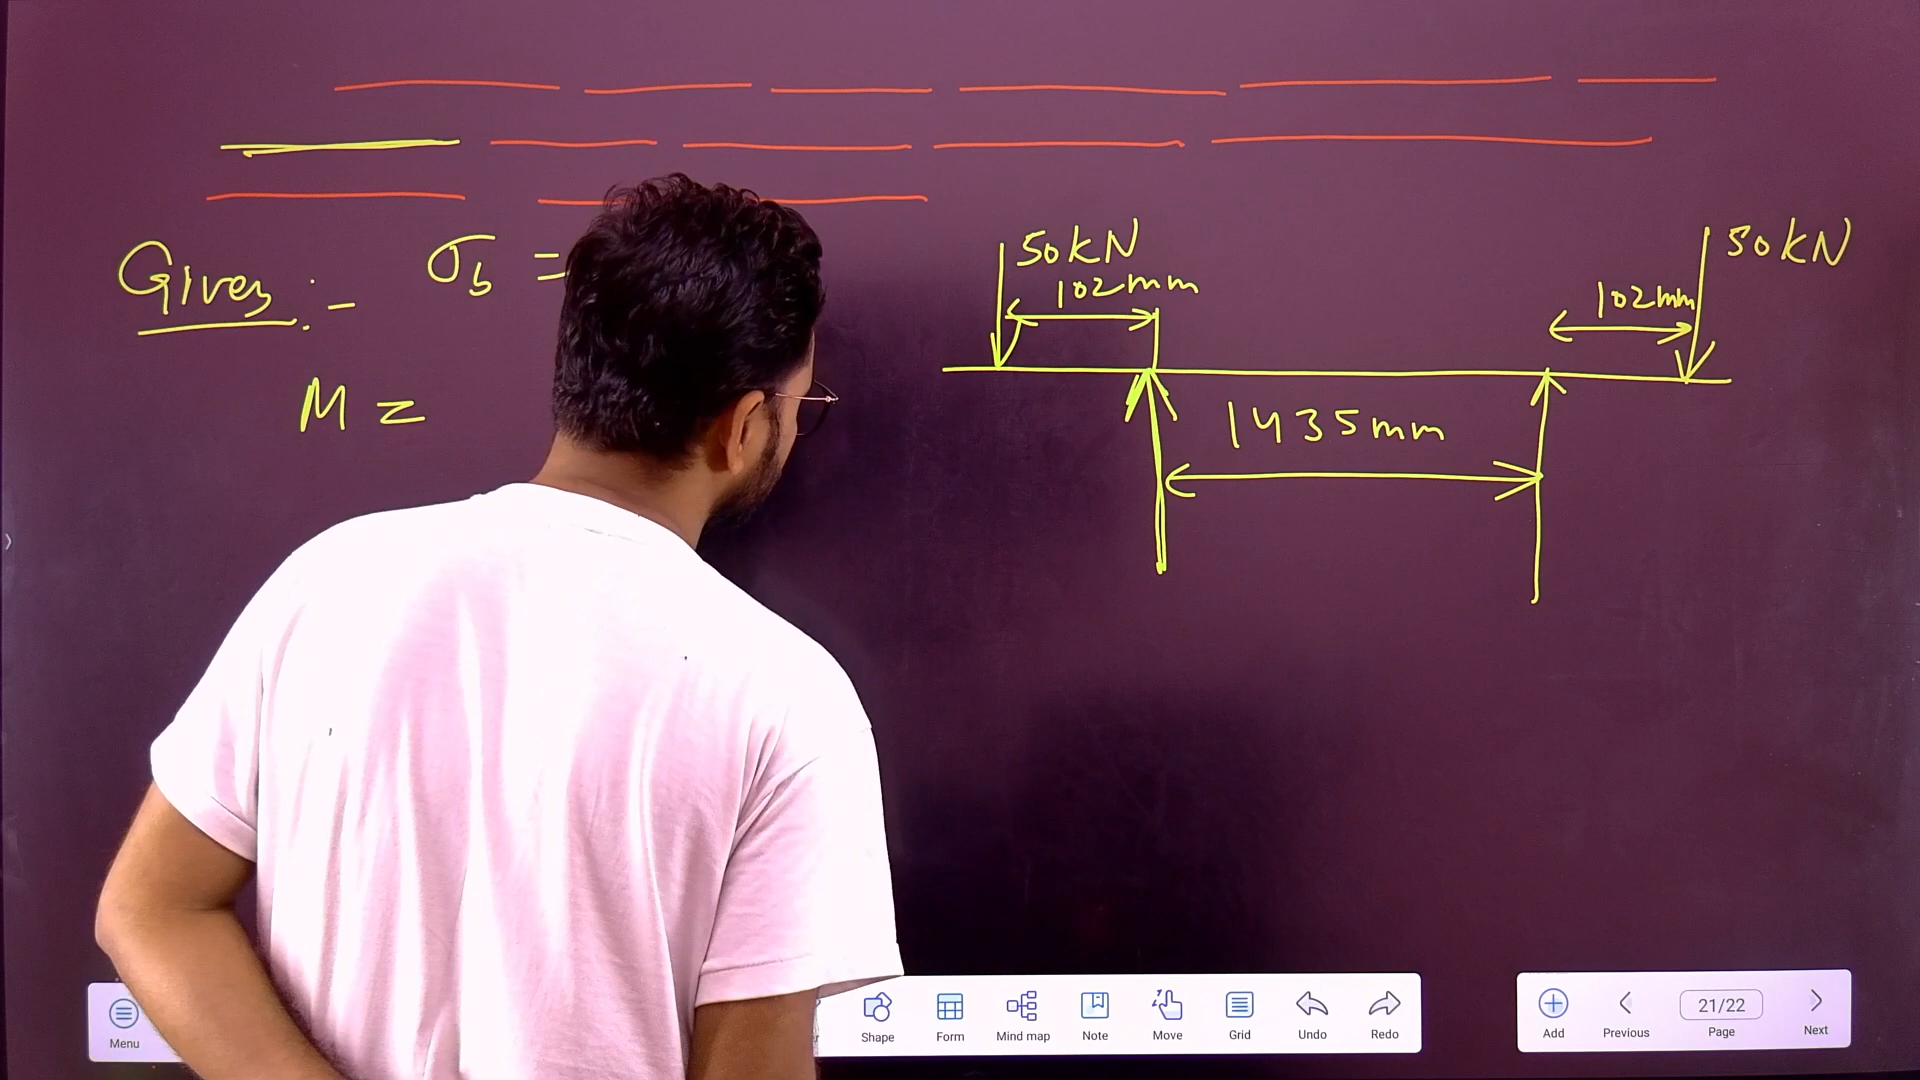 Given :- σb =
M =
50kN
102mm
50kN
102mm
1435mm
Menu
Shape
Form
Mind map
Note
Move
Grid
Undo
Redo
Add
Previous
21/22
Page
Next